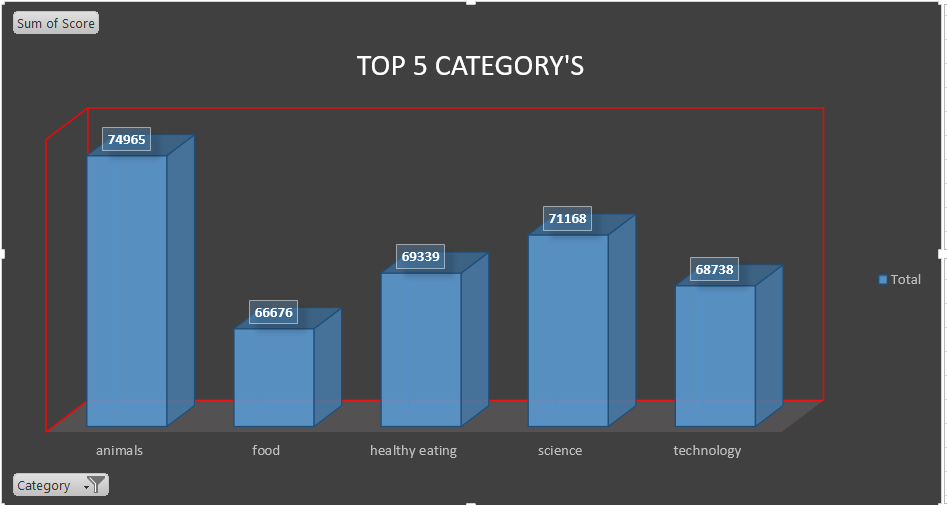 Sum of Score
TOP 5 CATEGORY'S
74965
66676
69339
71168
68738
Total
animals
food
healthy eating
science
technology
Category